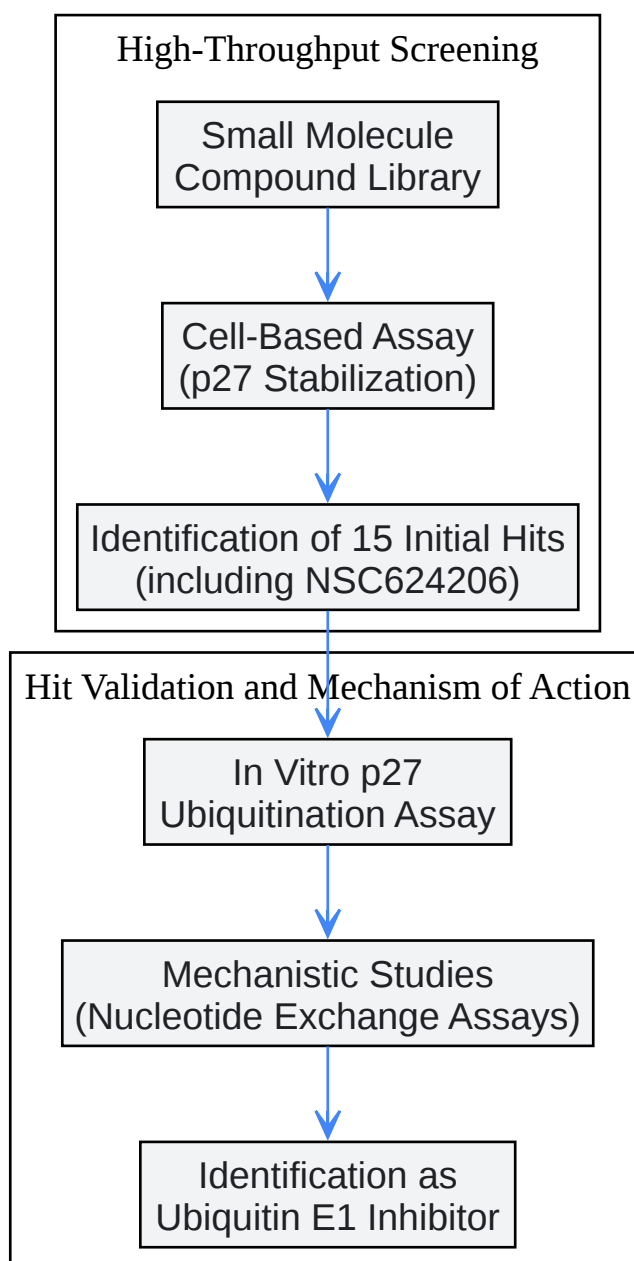 High-Throughput Screening
Small Molecule
Compound Library
Cell-Based Assay
(p27 Stabilization)
Identification of 15 Initial Hits
(including NSC624206)
Hit Validation and Mechanism of Action
In Vitro p27
Ubiquitination Assay
Mechanistic Studies
(Nucleotide Exchange Assays)
Identification as
Ubiquitin E1 Inhibitor